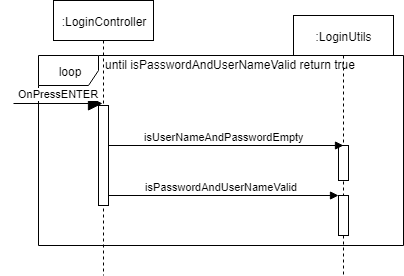 :LoginController
:LoginUtils
loop
until isPasswordAndUserNameValid return true
OnPressENTER
isUserNameAndPasswordEmpty
isPasswordAndUserNameValid